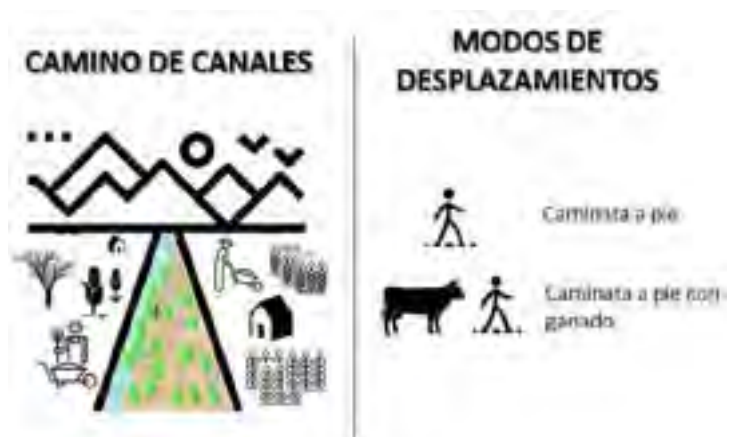 CAMINO DE CANALES
MODOS DE
DESPLAZAMIENTOS
Caminata a pie
Caminata a pie con
ganado